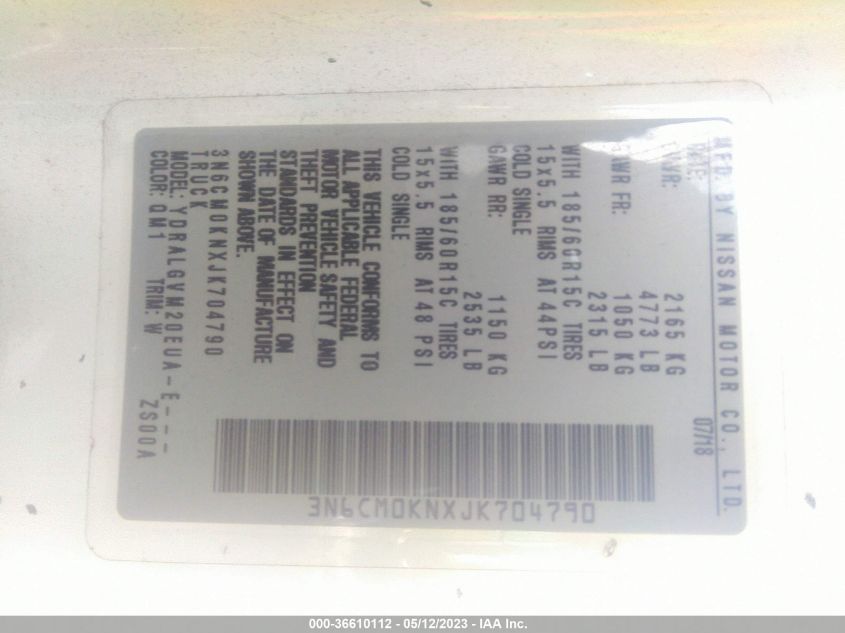 MFD. BY NISSAN MOTOR CO., LTD.
DATE: 07/18
GVWR: 2165 KG
4773 LB
GAWR FR: 1050 KG
2315 LB
WITH 185/60R15C TIRES
15x5.5 RIMS AT 44PSI
COLD SINGLE
GAWR RR: 1150 KG
2535 LB
WITH 185/60R15C TIRES
15x5.5 RIMS AT 48 PSI
COLD SINGLE
THIS VEHICLE CONFORMS TO
ALL APPLICABLE FEDERAL
MOTOR VEHICLE SAFETY AND
THEFT PREVENTION
STANDARDS IN EFFECT ON
THE DATE OF MANUFACTURE
SHOWN ABOVE.
3N6CM0KNXJK704790
TRUCK
MODEL: YDRALGVM20EUA-E---
COLOR: QM1 TRIM: W ZS00A
3N6CM0KNXJK704790
000-36610112 - 05/12/2023 - IAA Inc.